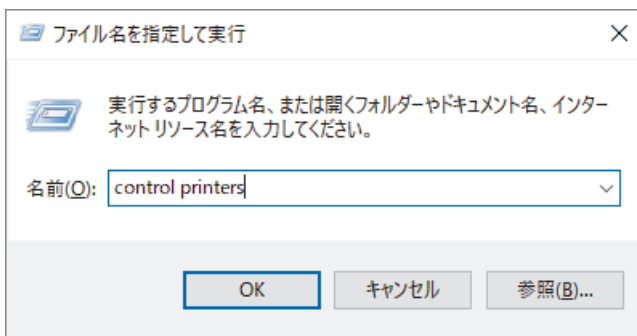 ファイル名を指定して実行
実行するプログラム名、または開くフォルダーやドキュメント名、インター
ネット リソース名を入力してください。
名前(O): control printers
OK キャンセル 参照(B)...